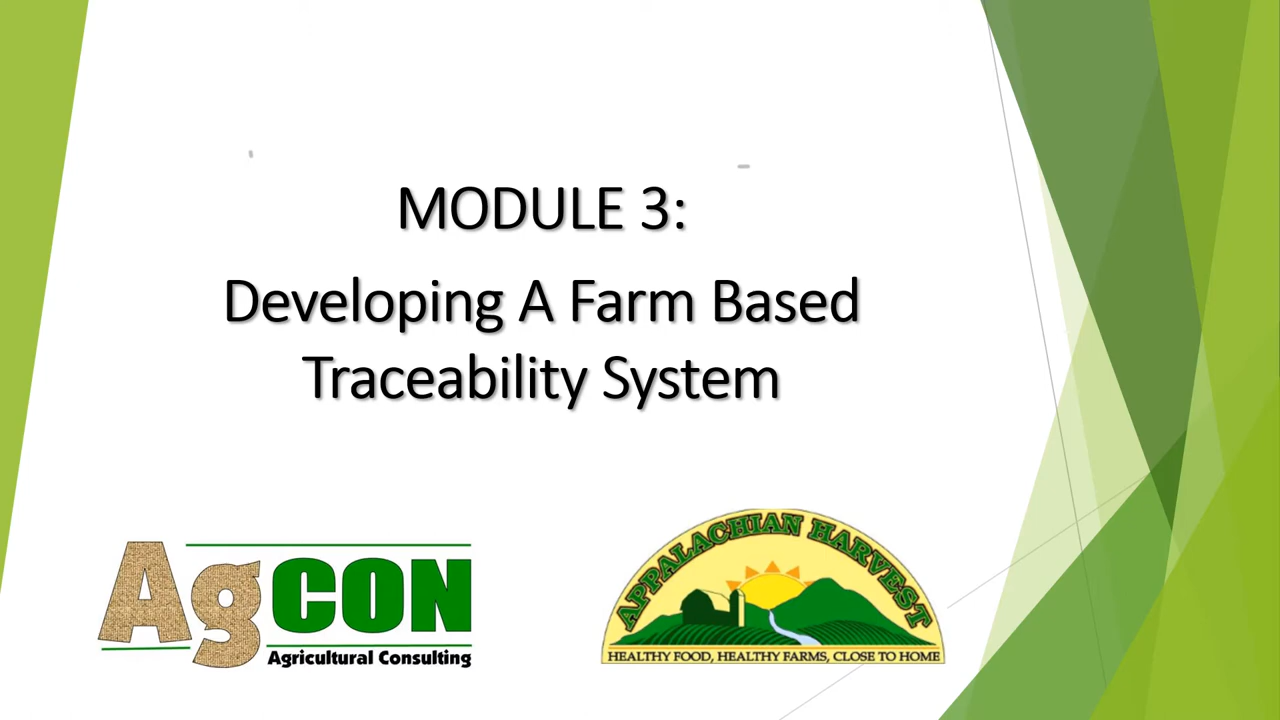 MODULE 3:
Developing A Farm Based
Traceability System
AgCON
Agricultural Consulting
APPALACHIAN HARVEST
HEALTHY FOOD, HEALTHY FARMS, CLOSE TO HOME